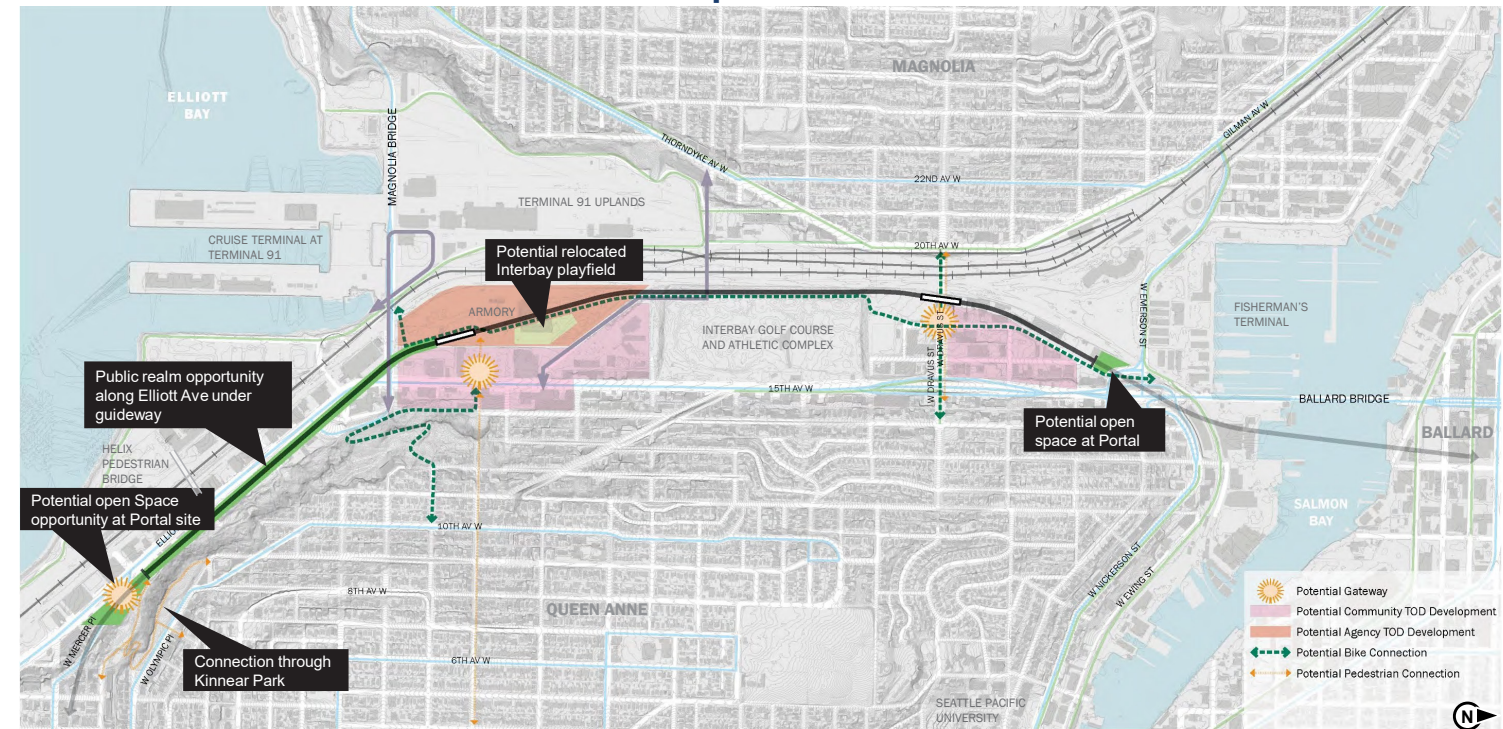 MAGNOLIA
ELLIOTT
BAY
MAGNOLIA BRIDGE
THORNDYKE AV W
GILMAN AV W
22ND AV W
TERMINAL 91 UPLANDS
CRUISE TERMINAL AT
TERMINAL 91
20TH AV W
Potential relocated
Interbay playfield
ARMORY
W EMERSON ST
FISHERMAN'S
TERMINAL
INTERBAY GOLF COURSE
AND ATHLETIC COMPLEX
W DRAVUS ST
W DRAVUS ST
Public realm opportunity
along Elliott Ave under
guideway
15TH AV W
BALLARD BRIDGE
Potential open
space at Portal
BALLARD
HELIX
PEDESTRIAN
BRIDGE
Potential open Space
opportunity at Portal site
SALMON
BAY
10TH AV W
W NICKERSON ST
W EWING ST
8TH AV W
QUEEN ANNE
W MERCER PL
W OLYMPIC PL
Connection through
Kinnear Park
6TH AV W
SEATTLE PACIFIC
UNIVERSITY
Potential Gateway
Potential Community TOD Development
Potential Agency TOD Development
Potential Bike Connection
Potential Pedestrian Connection
N